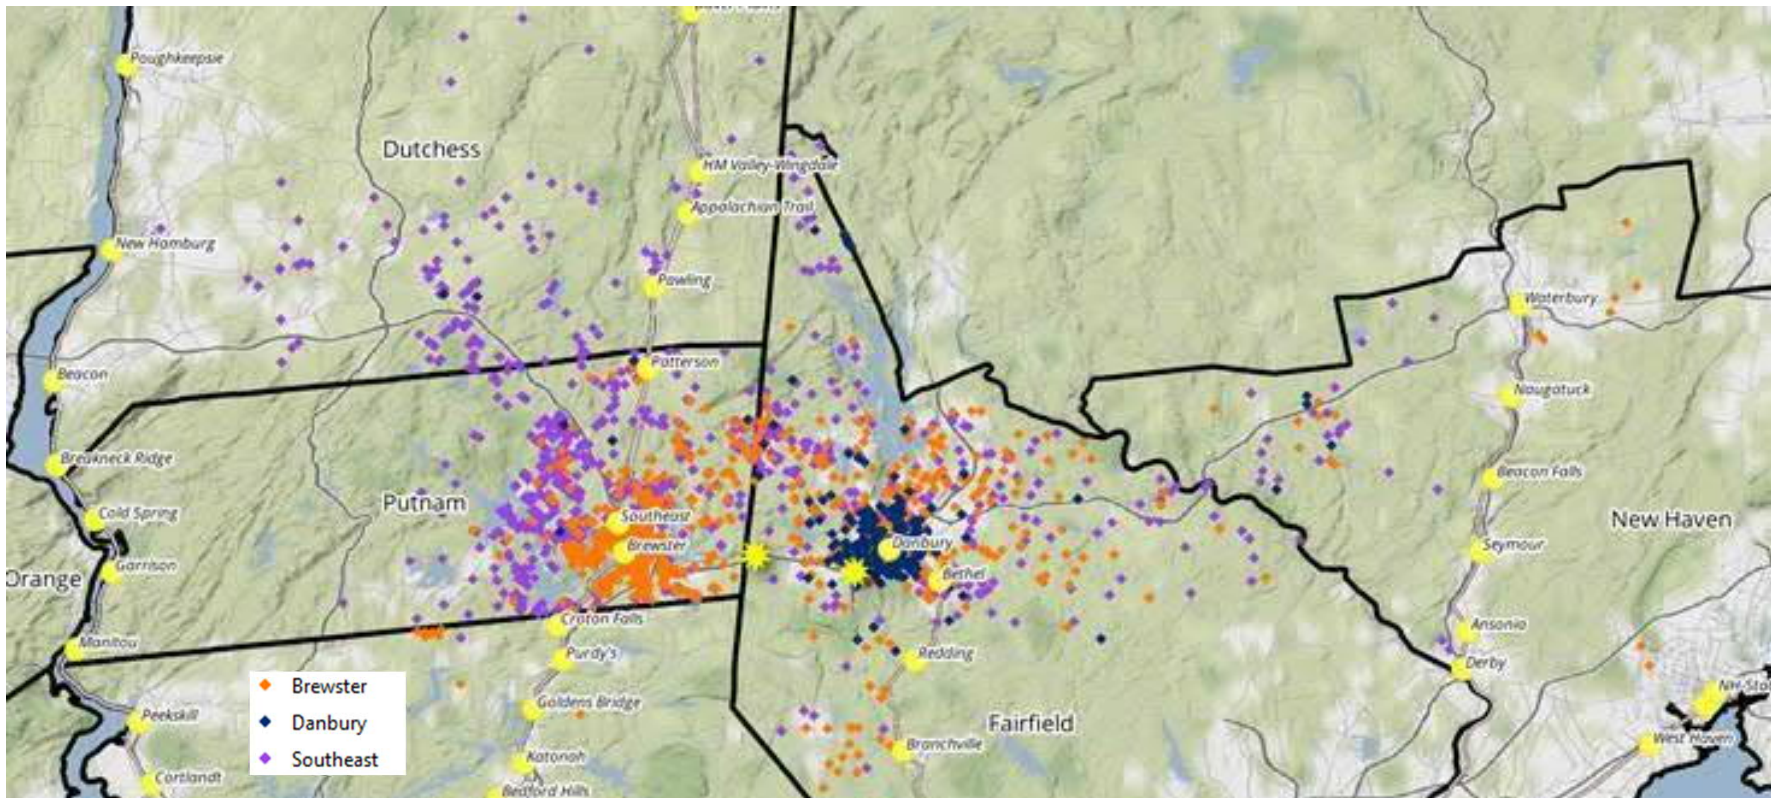 Poughkeepsie
Dutchess
HM Valley-Wingdale
Appalachian Trail
New Hamburg
Pawling
Waterbury
Patterson
Beacon
Naugatuck
Breakneck Ridge
Beacon Falls
Putnam
Cold Spring
Southeast
New Haven
Brewster
Danbury
Seymour
Garrison
Orange
Bethel
Croton Falls
Ansonia
Manitou
Purdy's
Redding
Derby
Brewster
Goldens Bridge
Peekskill
Danbury
Fairfield
Branchville
West Haven
Southeast
Katonah
Cortlandt
Bedford Hills